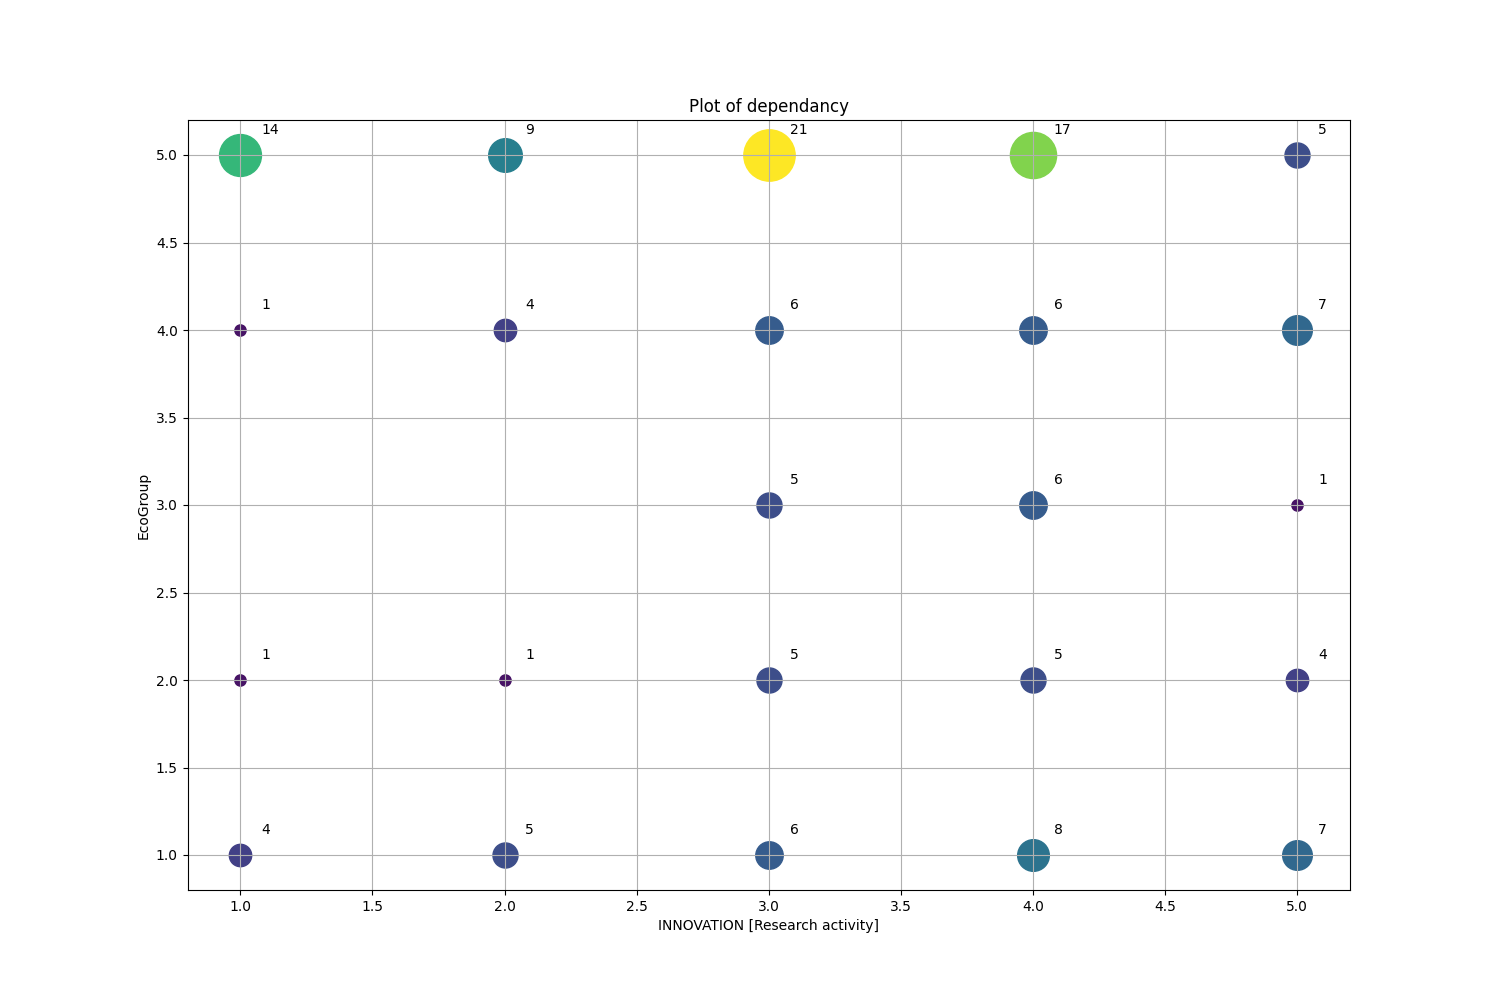 Plot of dependancy
14 9 21 17 5
5.0
4.5
1 4 6 6 7
4.0
3.5
5 6 1
3.0
EcoGroup
2.5
1 1 5 5 4
2.0
1.5
4 5 6 8 7
1.0
1.0 1.5 2.0 2.5 3.0 3.5 4.0 4.5 5.0
INNOVATION [Research activity]